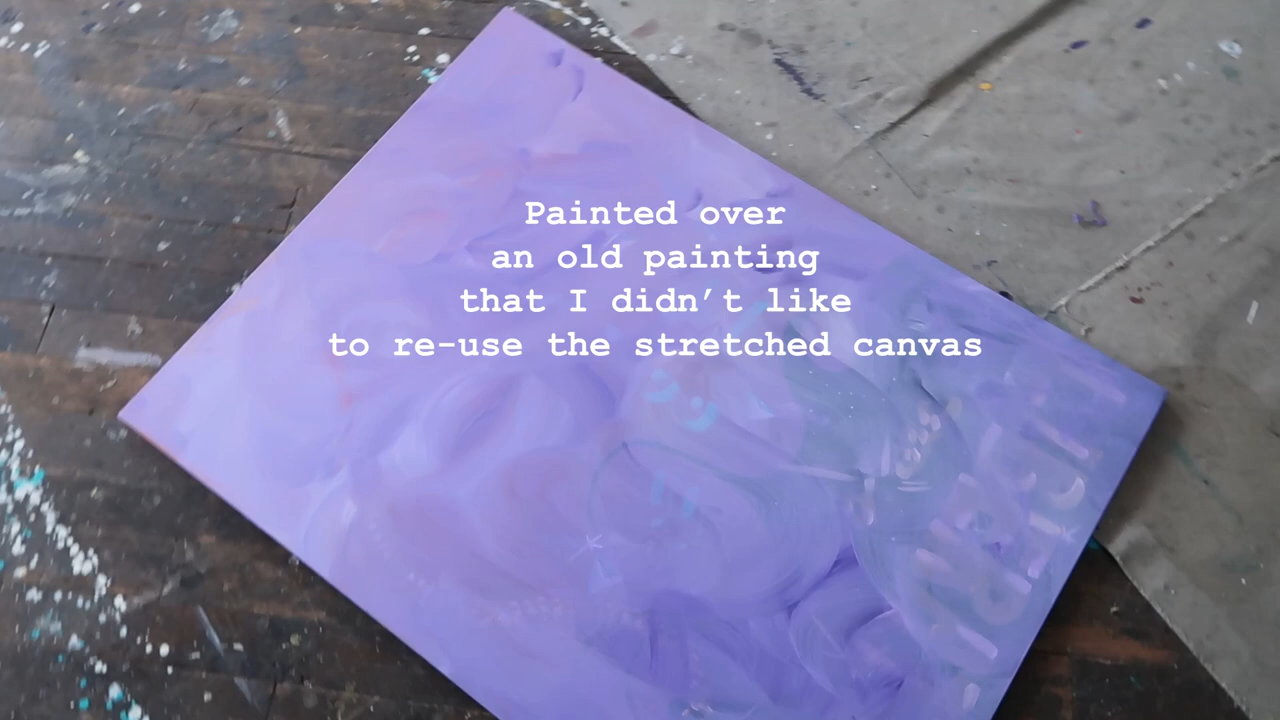 Painted over
an old painting
that I didn’t like
to re-use the stretched canvas